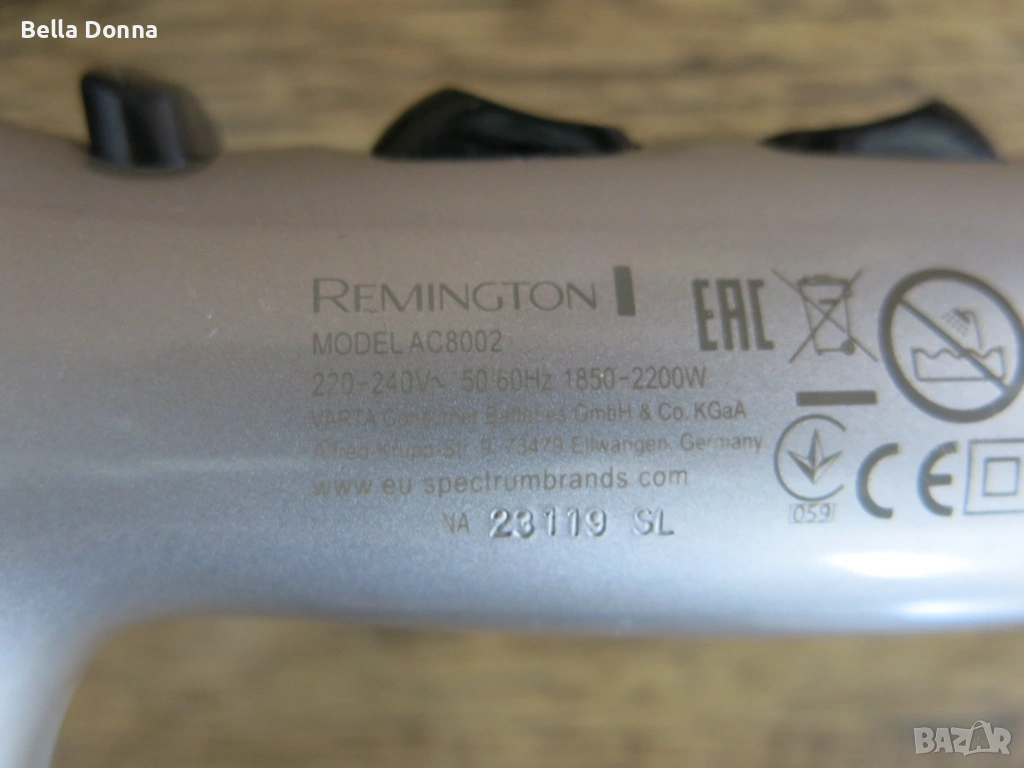 Bella Donna
REMINGTON
MODEL AC8002
220-240V~ 50/60Hz 1850-2200W
VARTA Consumer Batteries GmbH & Co. KGaA
Alfred-Krupp-Str. 9, 73479 Ellwangen, Germany
www.eu.spectrumbrands.com
NA 23119 SL
EAC
059
CE
BAZAR